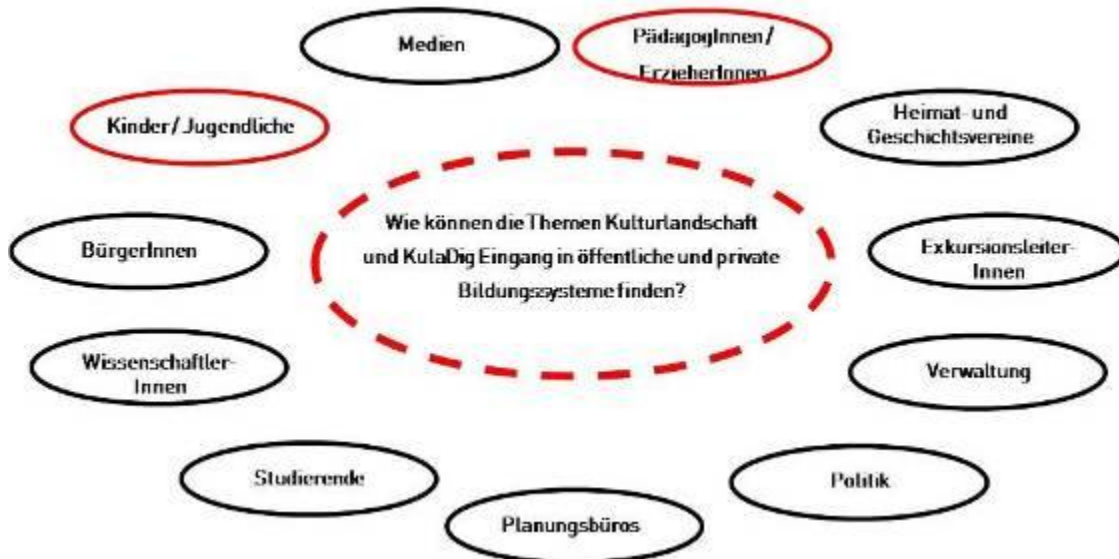 Medien
PädagogInnen /
ErzieherInnen
Kinder / Jugendliche
Heimat- und
Geschichtsvereine
Wie können die Themen Kulturlandschaft
und KulaDig Eingang in öffentliche und private
Bildungssysteme finden?
BürgerInnen
Exkursionsleiter-
Innen
Wissenschaftler-
Innen
Verwaltung
Studierende
Politik
Planungsbüros